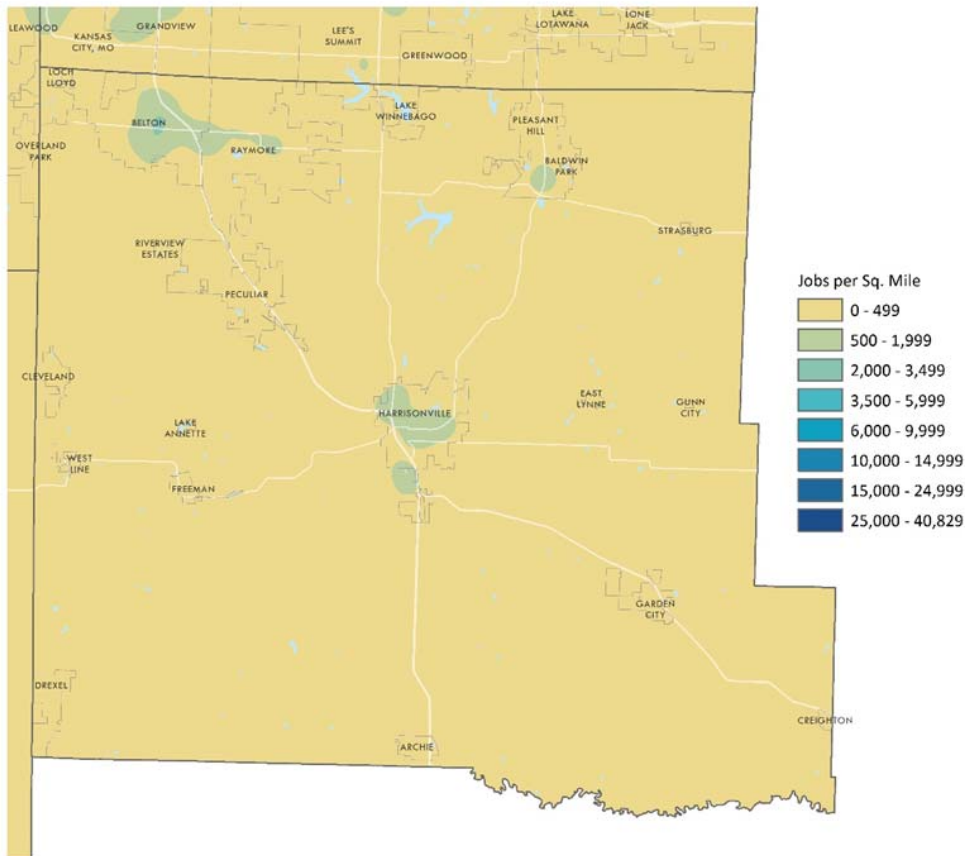 LEAWOOD
KANSAS
CITY, MO
GRANDVIEW
LEE'S
SUMMIT
GREENWOOD
LAKE
LOTAWANA
LONE
JACK
LOCH
LLOYD
BELTON
OVERLAND
PARK
RAYMORE
LAKE
WINNEBAGO
PLEASANT
HILL
BALDWIN
PARK
STRASBURG
RIVERVIEW
ESTATES
PECULIAR
CLEVELAND
LAKE
ANNETTE
HARRISONVILLE
EAST
LYNNE
GUNN
CITY
WEST
LINE
FREEMAN
GARDEN
CITY
DREXEL
ARCHIE
CREIGHTON
Jobs per Sq. Mile
0 - 499
500 - 1,999
2,000 - 3,499
3,500 - 5,999
6,000 - 9,999
10,000 - 14,999
15,000 - 24,999
25,000 - 40,829